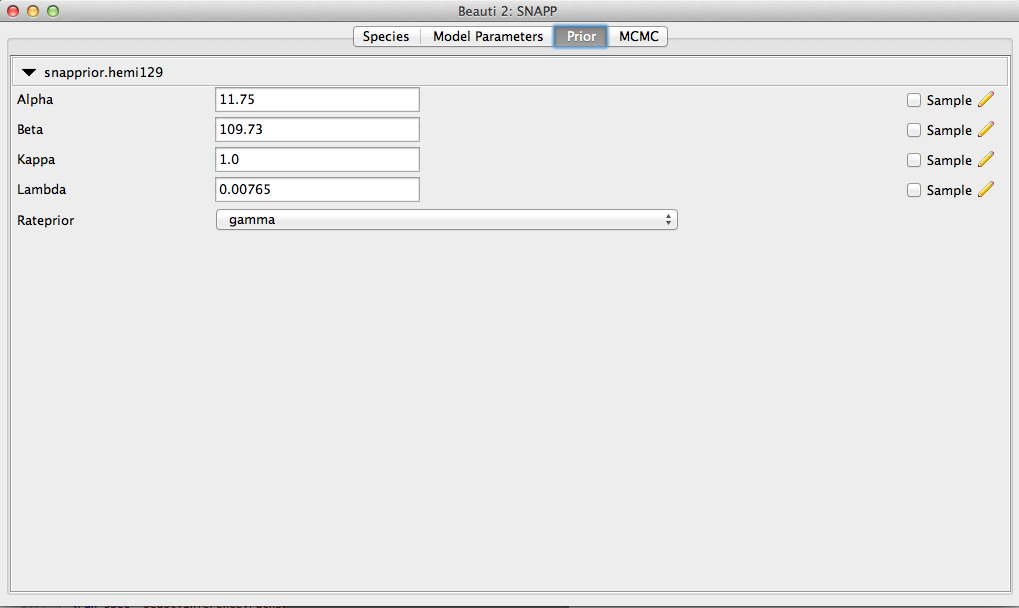 Beauti 2: SNAPP
Species Model Parameters Prior MCMC
snapprior.hemi129
Alpha 11.75 Sample
Beta 109.73 Sample
Kappa 1.0 Sample
Lambda 0.00765 Sample
Rateprior gamma